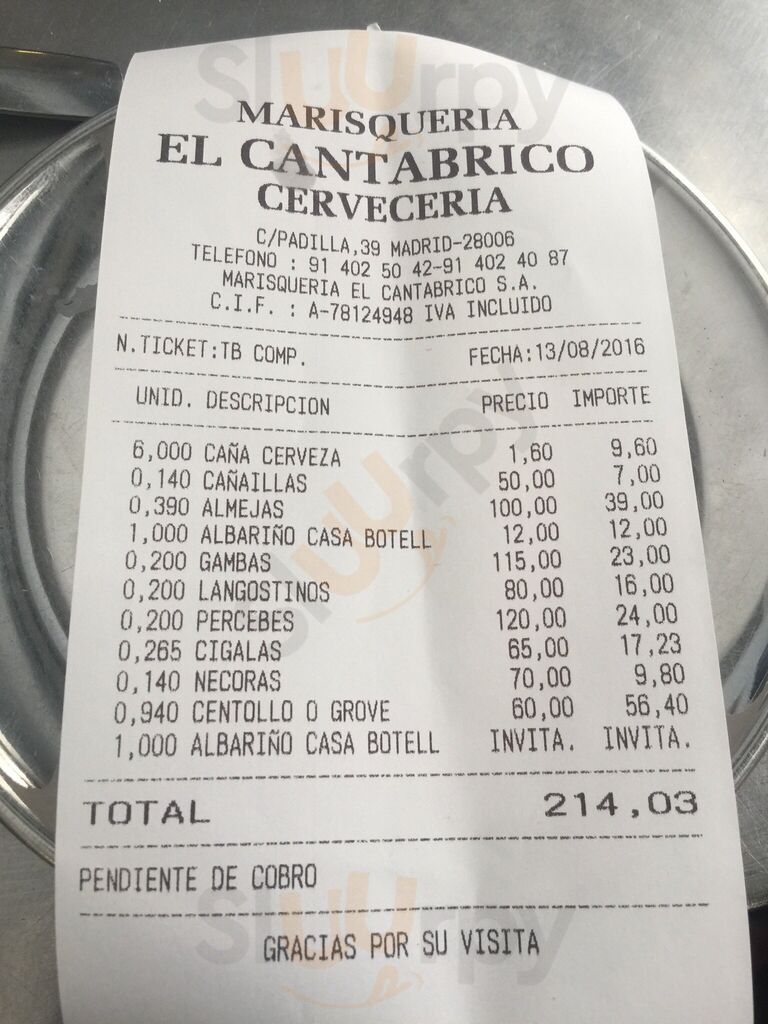 MARISQUERIA
EL CANTABRICO
CERVECERIA
C/PADILLA,39 MADRID-28006
TELEFONO : 91 402 50 42-91 402 40 87
MARISQUERIA EL CANTABRICO S.A.
C.I.F. : A-78124948 IVA INCLUIDO
N.TICKET:TB COMP. FECHA:13/08/2016
UNID. DESCRIPCION PRECIO IMPORTE
6,000 CAÑA CERVEZA 1,60 9,60
0,140 CAÑAILLAS 50,00 7,00
0,390 ALMEJAS 100,00 39,00
1,000 ALBARIÑO CASA BOTELL 12,00 12,00
0,200 GAMBAS 115,00 23,00
0,200 LANGOSTINOS 80,00 16,00
0,200 PERCEBES 120,00 24,00
0,265 CIGALAS 65,00 17,23
0,140 NECORAS 70,00 9,80
0,940 CENTOLLO O GROVE 60,00 56,40
1,000 ALBARIÑO CASA BOTELL INVITA. INVITA.
TOTAL 214,03
PENDIENTE DE COBRO
GRACIAS POR SU VISITA
Sluurpy
Sluurpy
Sluurpy